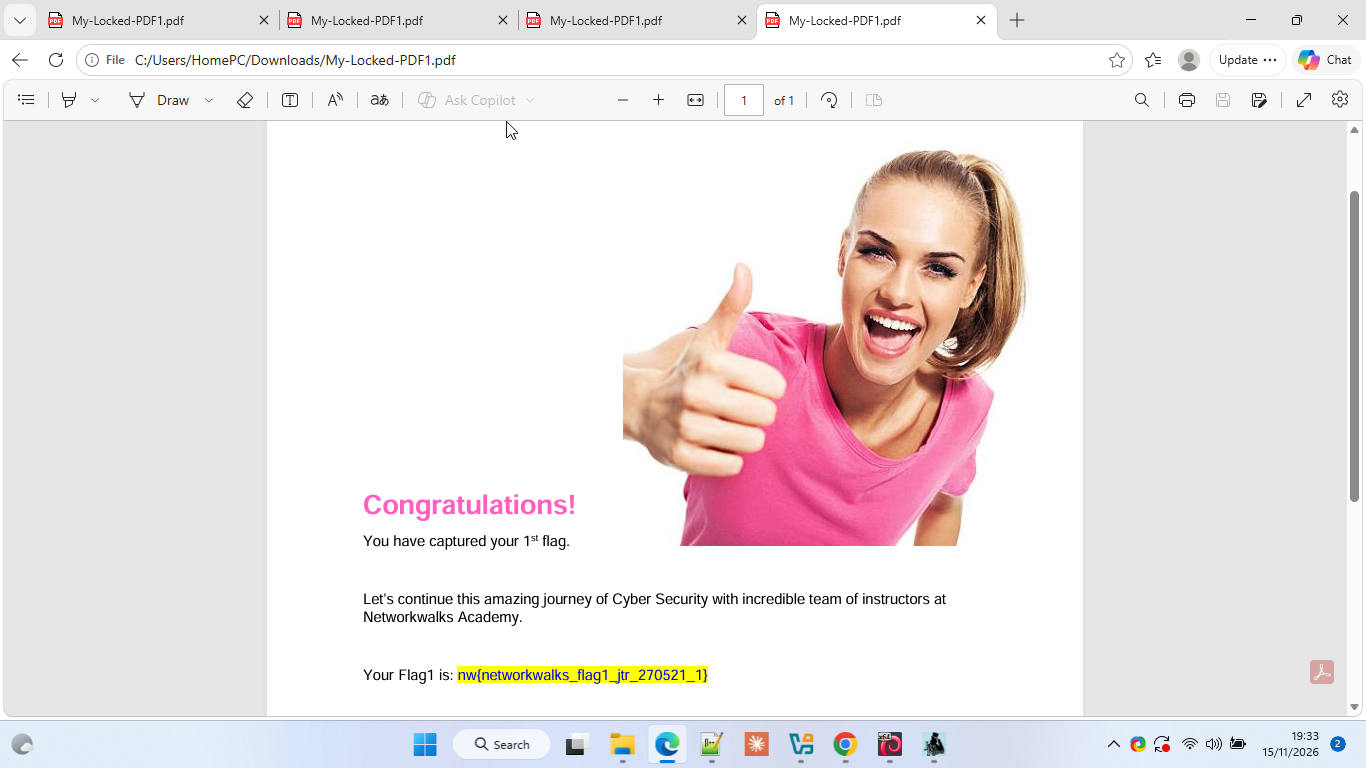 My-Locked-PDF1.pdf My-Locked-PDF1.pdf My-Locked-PDF1.pdf My-Locked-PDF1.pdf
File C:/Users/HomePC/Downloads/My-Locked-PDF1.pdf Update Chat
Draw Ask Copilot 1 of 1
Congratulations!
You have captured your 1st flag.
Let's continue this amazing journey of Cyber Security with incredible team of instructors at
Networkwalks Academy.
Your Flag1 is: nw{networkwalks_flag1_jtr_270521_1}
Search
19:33
15/11/2026
2